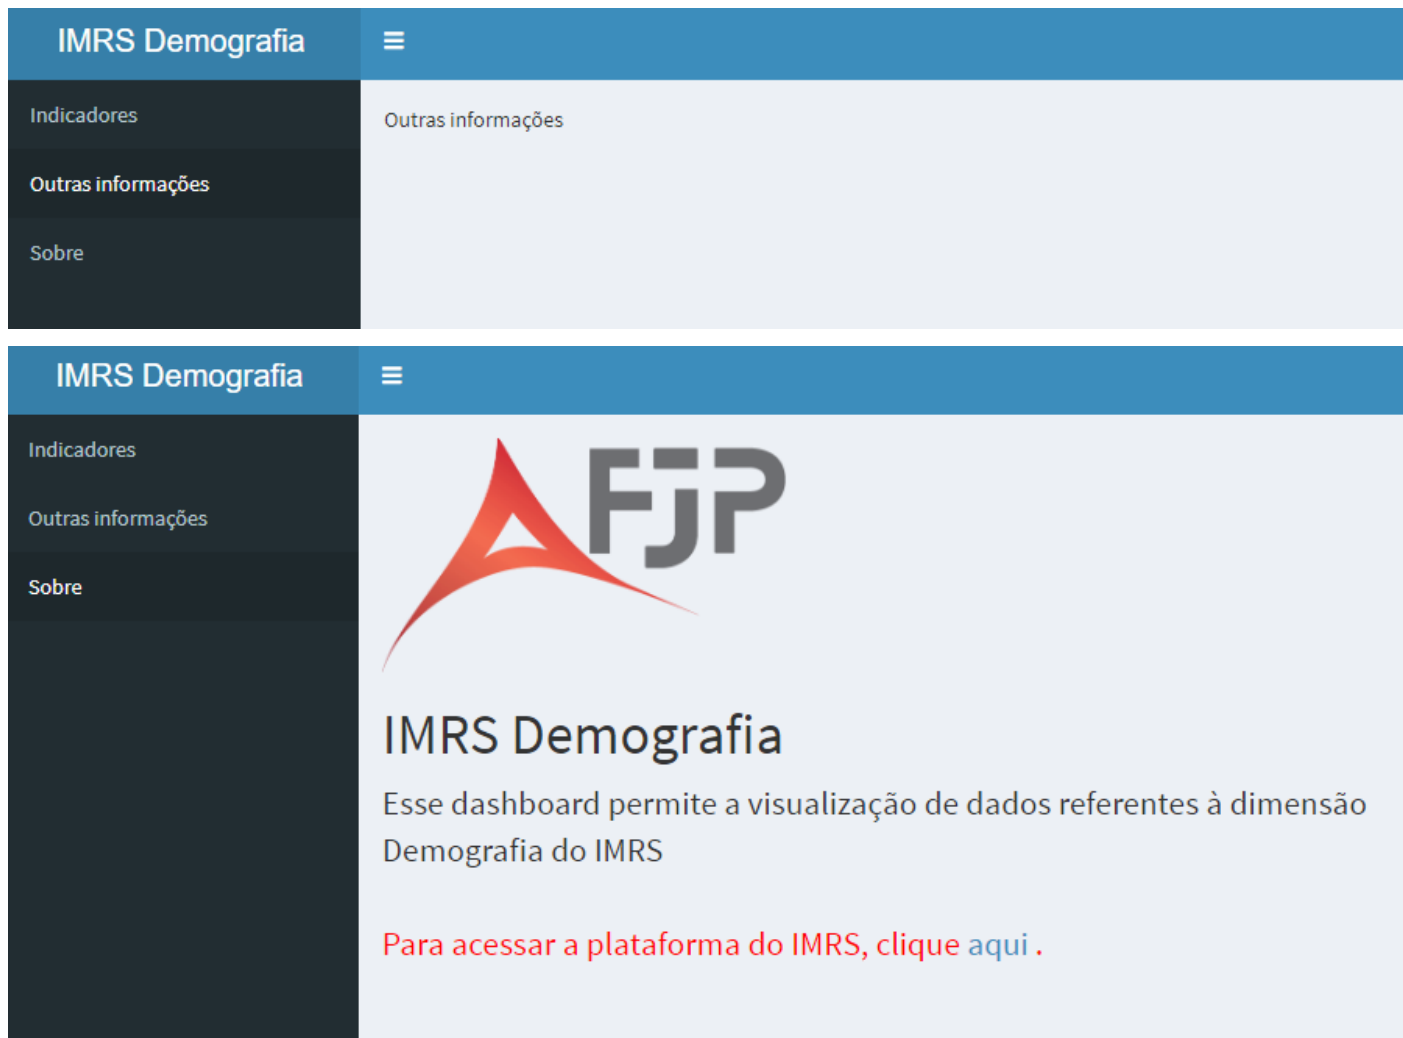 IMRS Demografia
Indicadores
Outras informações
Outras informações
Sobre
IMRS Demografia
Indicadores
Outras informações
Sobre
FJP
IMRS Demografia
Esse dashboard permite a visualização de dados referentes à dimensão
Demografia do IMRS
Para acessar a plataforma do IMRS, clique aqui .